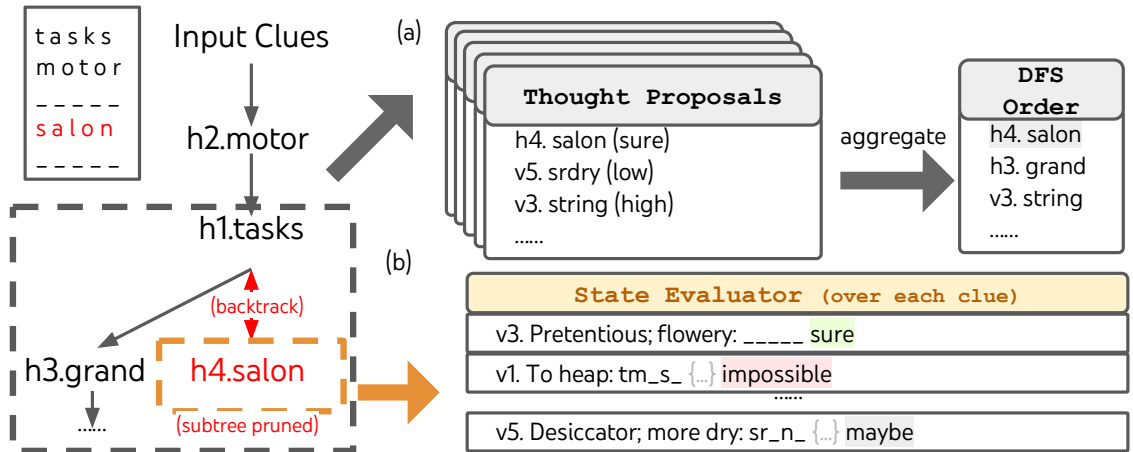 tasks
motor
_ _ _ _ _
salon
_ _ _ _ _
Input Clues
h2.motor
h1.tasks
(backtrack)
h3.grand
h4.salon
......
(subtree pruned)
(a)
Thought Proposals
h4. salon (sure)
v5. srdry (low)
v3. string (high)
......
aggregate
DFS
Order
h4. salon
h3. grand
v3. string
......
(b)
State Evaluator (over each clue)
v3. Pretentious; flowery: _____ sure
v1. To heap: tm_s_ {...} impossible
......
v5. Desiccator; more dry: sr_n_ {...} maybe